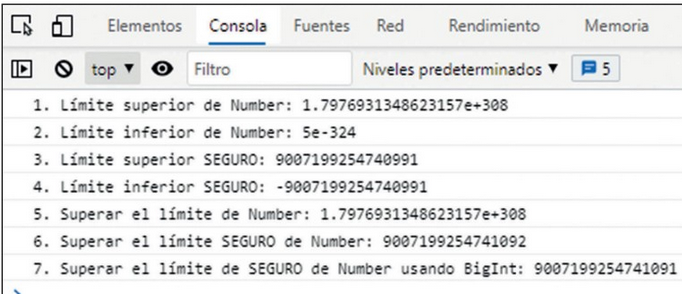 Elementos Consola Fuentes Red Rendimiento Memoria
top Filtro Niveles predeterminados 5
1. Límite superior de Number: 1.7976931348623157e+308
2. Límite inferior de Number: 5e-324
3. Límite superior SEGURO: 9007199254740991
4. Límite inferior SEGURO: -9007199254740991
5. Superar el límite de Number: 1.7976931348623157e+308
6. Superar el límite SEGURO de Number: 9007199254741092
7. Superar el límite de SEGURO de Number usando BigInt: 9007199254741091